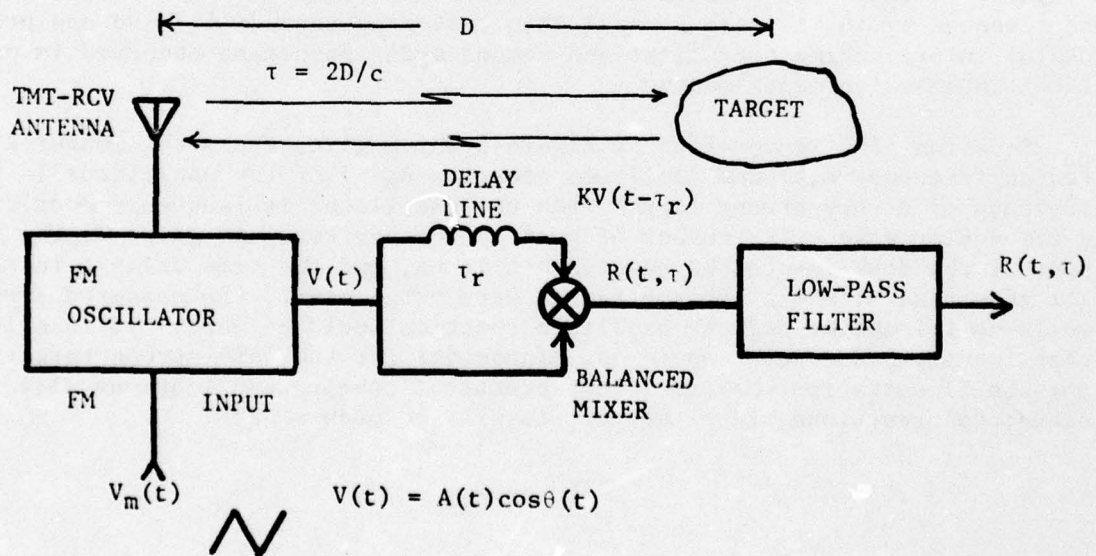 D
τ = 2D/c
TMT-RCV
ANTENNA
TARGET
DELAY
LINE
KV(t-τr)
τr
FM
OSCILLATOR
V(t)
R(t,τ)
LOW-PASS
FILTER
R(t,τ)
FM INPUT
BALANCED
MIXER
Vm(t)
V(t) = A(t)cosθ(t)